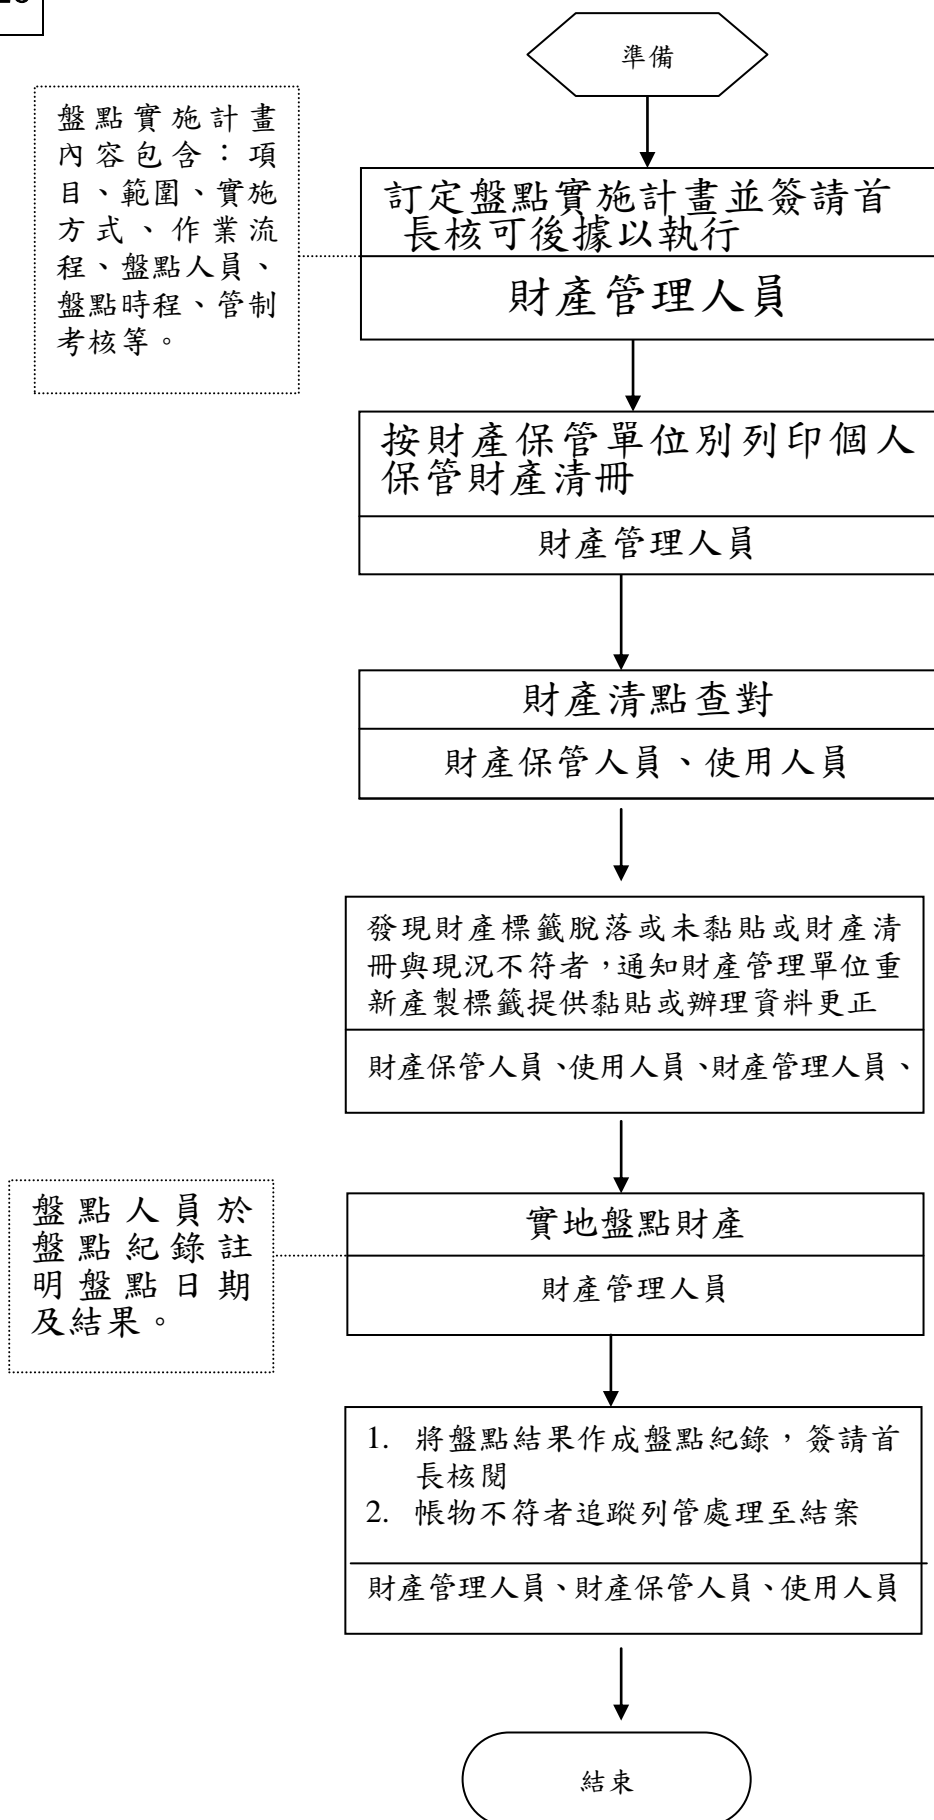 準備
盤點實施計畫
內容包含：項
目、範圍、實施
方式、作業流
程、盤點人員、
盤點時程、管制
考核等。
訂定盤點實施計畫並簽請首
長核可後據以執行
財產管理人員
按財產保管單位別列印個人
保管財產清冊
財產管理人員
財產清點查對
財產保管人員、使用人員
發現財產標籤脫落或未黏貼或財產清
冊與現況不符者，通知財產管理單位重
新產製標籤提供黏貼或辦理資料更正
財產保管人員、使用人員、財產管理人員、
盤點人員於
盤點紀錄註
明盤點日期
及結果。
實地盤點財產
財產管理人員
1. 將盤點結果作成盤點紀錄，簽請首
長核閱
2. 帳物不符者追蹤列管處理至結案
財產管理人員、財產保管人員、使用人員
結束